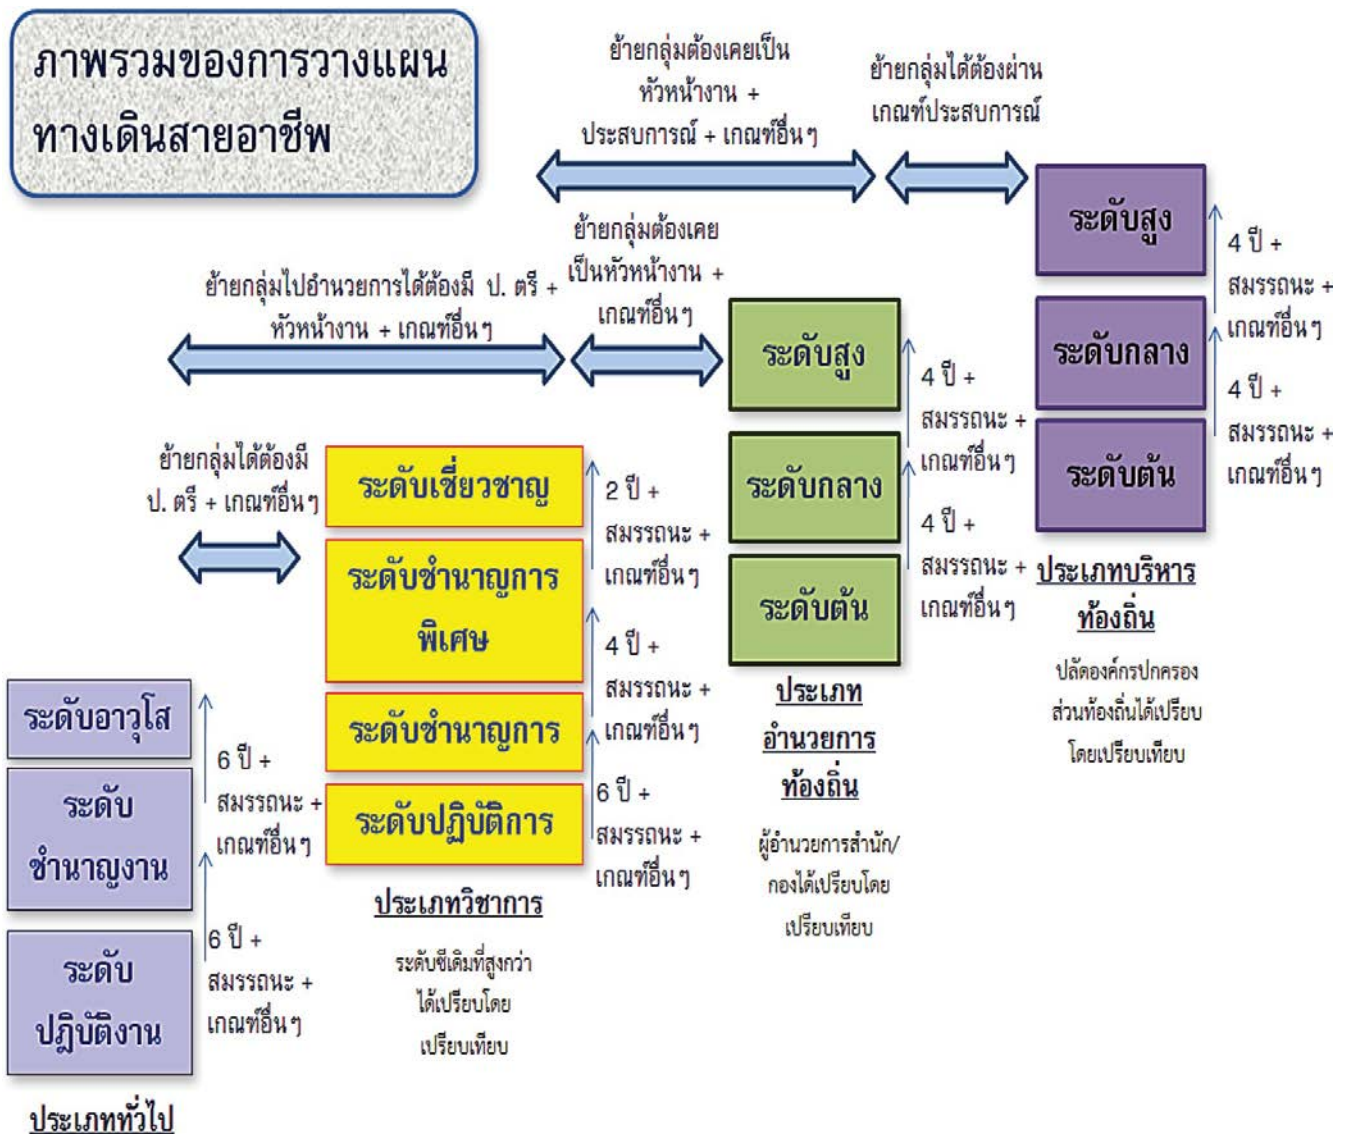 ภาพรวมของการวางแผน
ทางเดินสายอาชีพ
ย้ายกลุ่มต้องเคยเป็น
หัวหน้างาน +
ประสบการณ์ + เกณฑ์อื่นๆ
ย้ายกลุ่มได้ต้องผ่าน
เกณฑ์ประสบการณ์
ย้ายกลุ่มต้องเคย
เป็นหัวหน้างาน +
เกณฑ์อื่นๆ
ย้ายกลุ่มไปอำนวยการได้ต้องมี ป. ตรี +
หัวหน้างาน + เกณฑ์อื่นๆ
ย้ายกลุ่มได้ต้องมี
ป. ตรี + เกณฑ์อื่นๆ
ระดับอาวุโส
ระดับ
ชำนาญงาน
ระดับ
ปฎิบัติงาน
6 ปี +
สมรรถนะ +
เกณฑ์อื่นๆ
6 ปี +
สมรรถนะ +
เกณฑ์อื่นๆ
ประเภททั่วไป
ระดับเชี่ยวชาญ
ระดับชำนาญการ
พิเศษ
ระดับชำนาญการ
ระดับปฏิบัติการ
2 ปี +
สมรรถนะ +
เกณฑ์อื่นๆ
4 ปี +
สมรรถนะ +
เกณฑ์อื่นๆ
6 ปี +
สมรรถนะ +
เกณฑ์อื่นๆ
ประเภทวิชาการ
ระดับซีเดิมที่สูงกว่า
ได้เปรียบโดย
เปรียบเทียบ
ระดับสูง
ระดับกลาง
ระดับต้น
4 ปี +
สมรรถนะ +
เกณฑ์อื่นๆ
4 ปี +
สมรรถนะ +
เกณฑ์อื่นๆ
ประเภท
อำนวยการ
ท้องถิ่น
ผู้อำนวยการสำนัก/
กองได้เปรียบโดย
เปรียบเทียบ
ระดับสูง
ระดับกลาง
ระดับต้น
4 ปี +
สมรรถนะ +
เกณฑ์อื่นๆ
4 ปี +
สมรรถนะ +
เกณฑ์อื่นๆ
ประเภทบริหาร
ท้องถิ่น
ปลัดองค์กรปกครอง
ส่วนท้องถิ่นได้เปรียบ
โดยเปรียบเทียบ